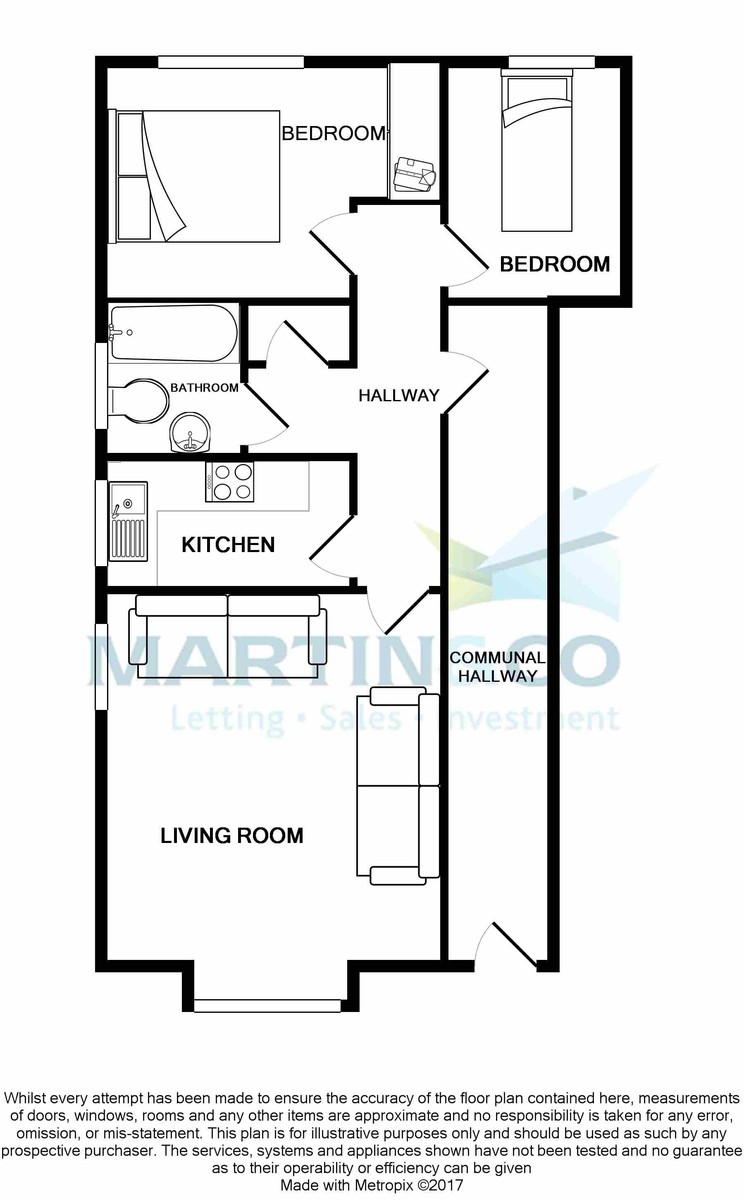 BEDROOM
BEDROOM
BATHROOM
HALLWAY
KITCHEN
MARTIN&CO
COMMUNAL
HALLWAY
Letting • Sales • Investment
LIVING ROOM
Whilst every attempt has been made to ensure the accuracy of the floor plan contained here, measurements
of doors, windows, rooms and any other items are approximate and no responsibility is taken for any error,
omission, or mis-statement. This plan is for illustrative purposes only and should be used as such by any
prospective purchaser. The services, systems and appliances shown have not been tested and no guarantee
as to their operability or efficiency can be given
Made with Metropix ©2017